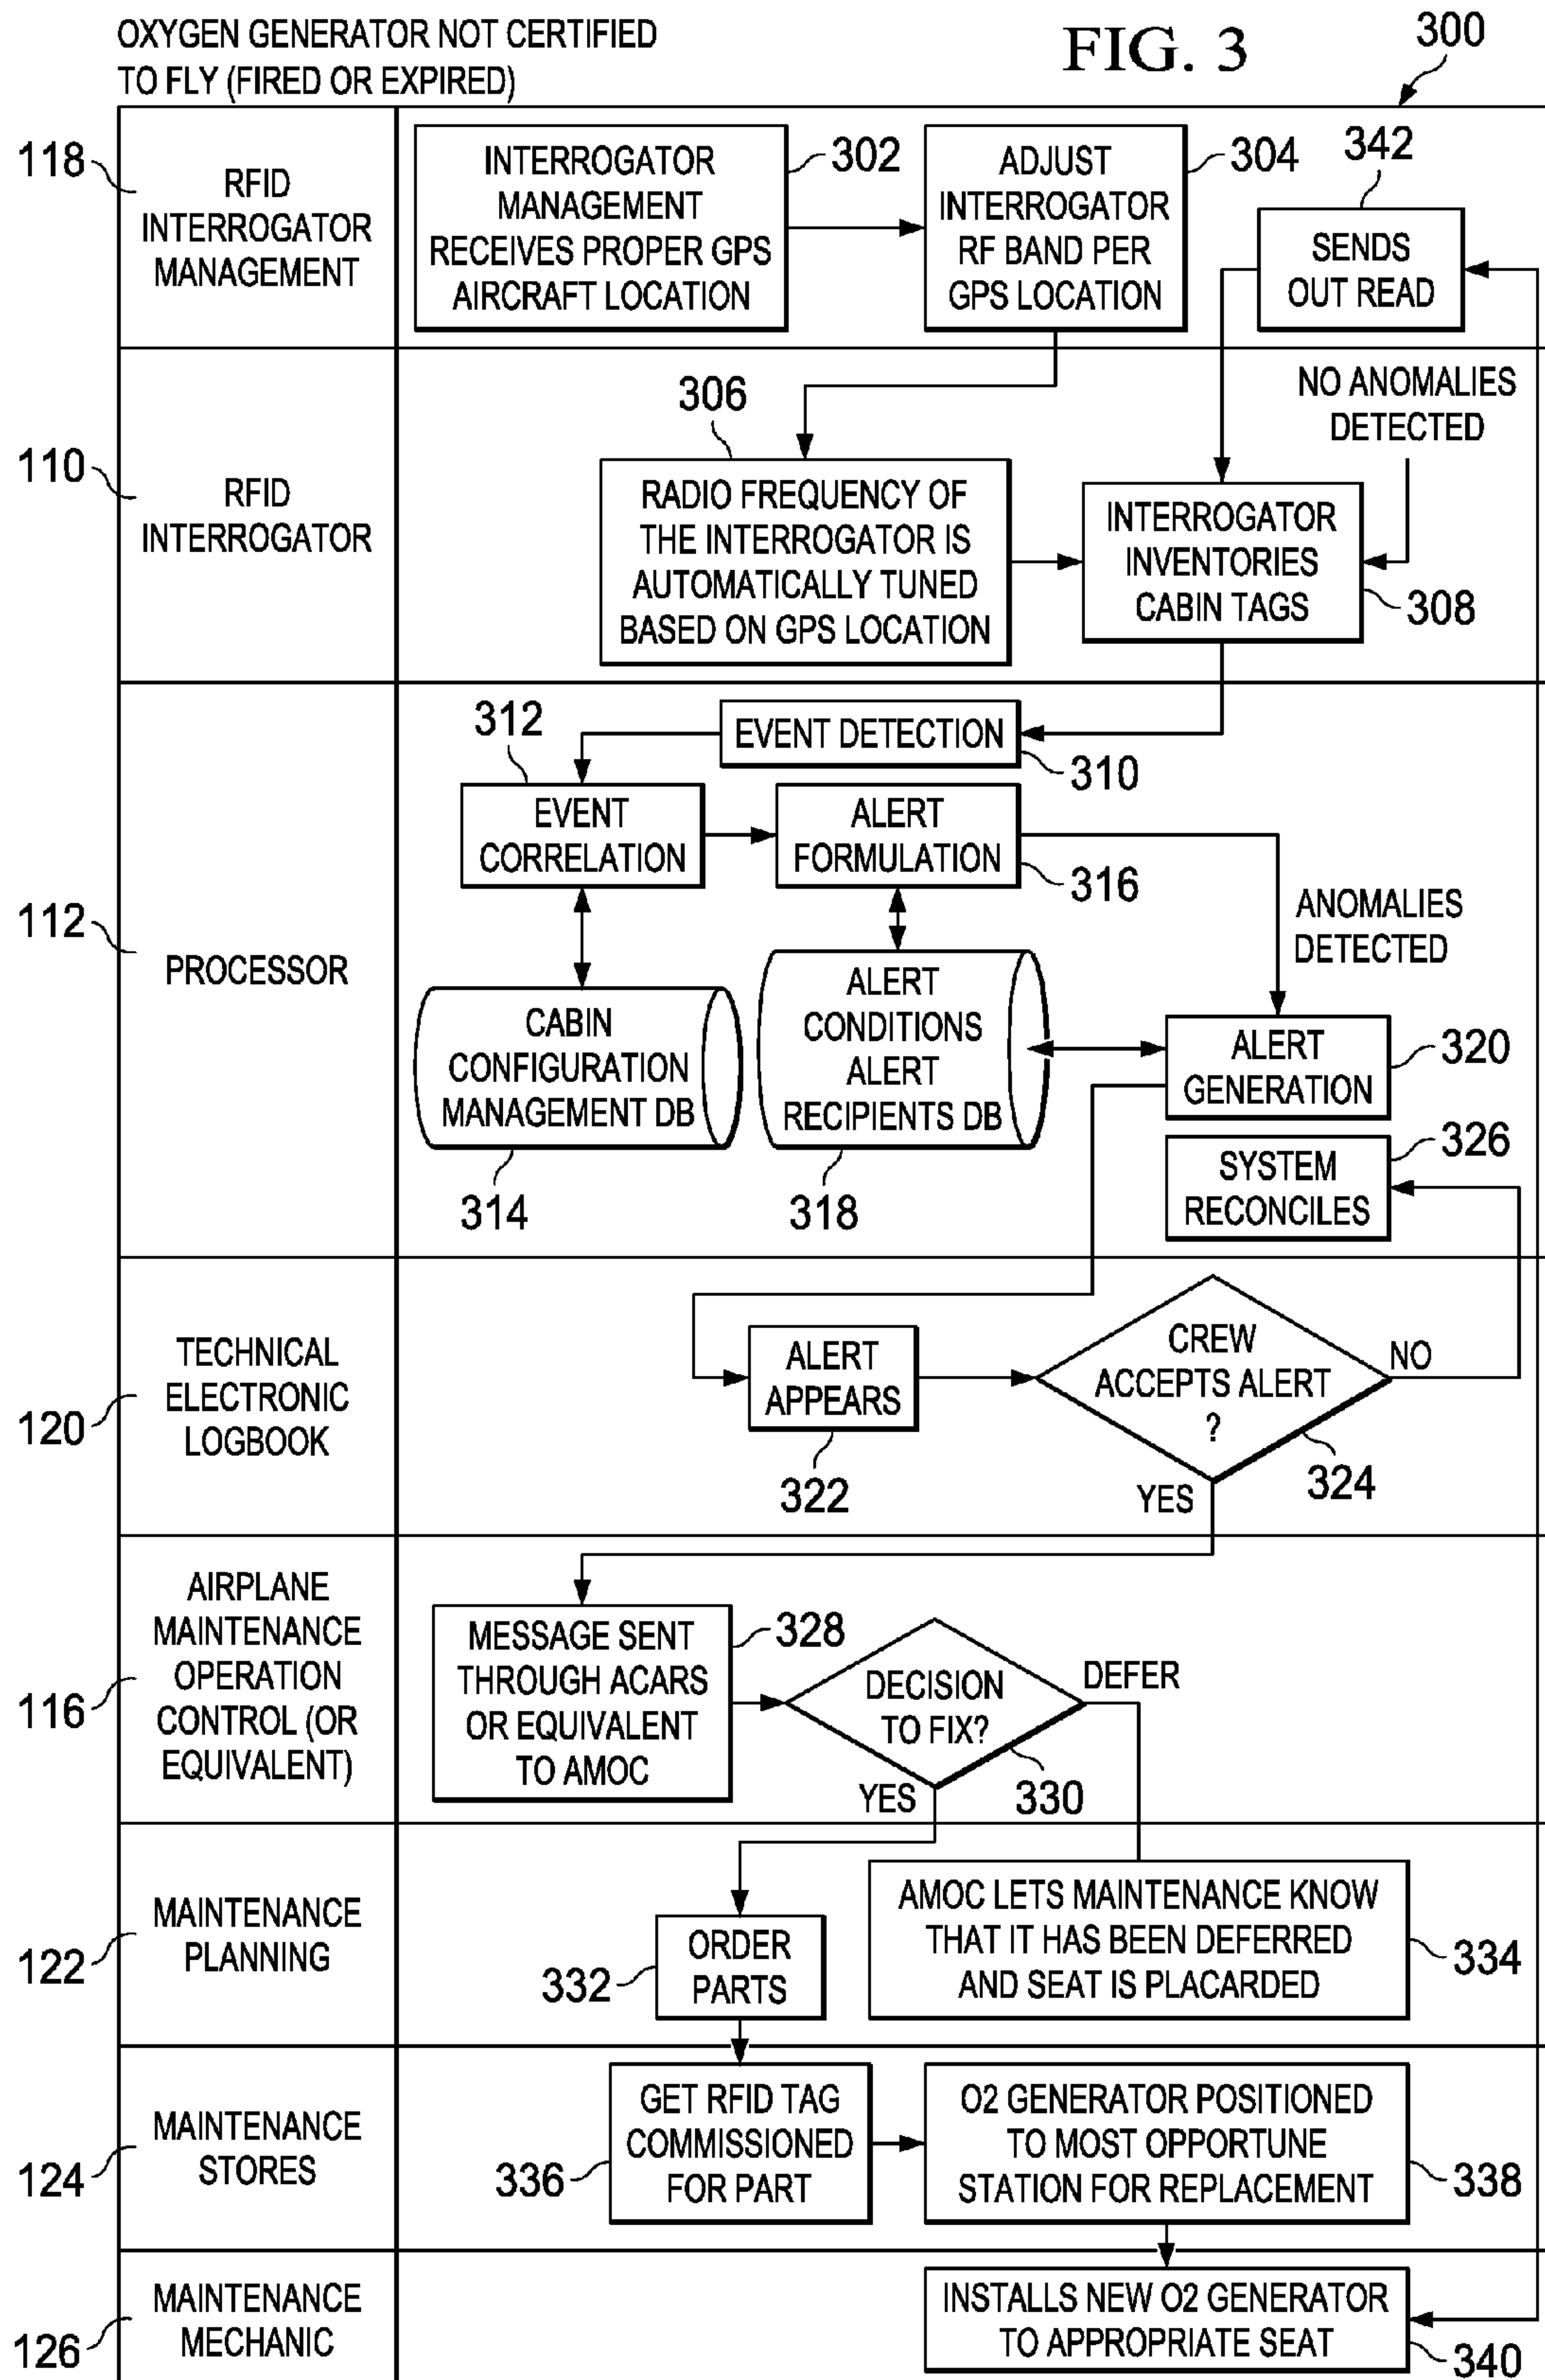 OXYGEN GENERATOR NOT CERTIFIED
TO FLY (FIRED OR EXPIRED)
FIG. 3
300
118
RFID
INTERROGATOR
MANAGEMENT
INTERROGATOR
MANAGEMENT
RECEIVES PROPER GPS
AIRCRAFT LOCATION
302
ADJUST
INTERROGATOR
RF BAND PER
GPS LOCATION
304
342
SENDS
OUT READ
110
RFID
INTERROGATOR
306
RADIO FREQUENCY OF
THE INTERROGATOR IS
AUTOMATICALLY TUNED
BASED ON GPS LOCATION
NO ANOMALIES
DETECTED
INTERROGATOR
INVENTORIES
CABIN TAGS
308
112
PROCESSOR
EVENT DETECTION
310
312
EVENT
CORRELATION
ALERT
FORMULATION
316
ANOMALIES
DETECTED
CABIN
CONFIGURATION
MANAGEMENT DB
314
ALERT
CONDITIONS
ALERT
RECIPIENTS DB
318
ALERT
GENERATION
320
SYSTEM
RECONCILES
326
120
TECHNICAL
ELECTRONIC
LOGBOOK
ALERT
APPEARS
322
CREW
ACCEPTS ALERT
?
324
NO
YES
116
AIRPLANE
MAINTENANCE
OPERATION
CONTROL (OR
EQUIVALENT)
MESSAGE SENT
THROUGH ACARS
OR EQUIVALENT
TO AMOC
328
DECISION
TO FIX?
330
DEFER
YES
122
MAINTENANCE
PLANNING
332
ORDER
PARTS
AMOC LETS MAINTENANCE KNOW
THAT IT HAS BEEN DEFERRED
AND SEAT IS PLACARDED
334
124
MAINTENANCE
STORES
336
GET RFID TAG
COMMISSIONED
FOR PART
O2 GENERATOR POSITIONED
TO MOST OPPORTUNE
STATION FOR REPLACEMENT
338
126
MAINTENANCE
MECHANIC
INSTALLS NEW O2 GENERATOR
TO APPROPRIATE SEAT
340